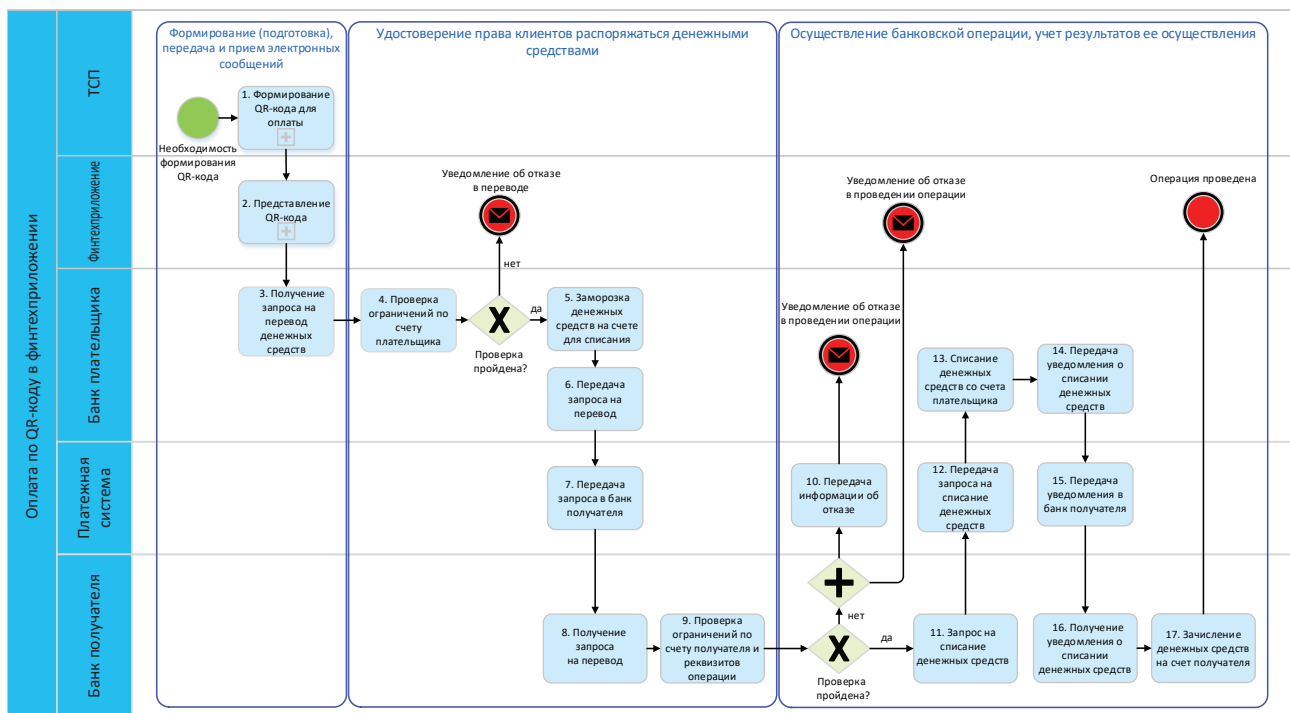 Оплата по QR-коду в финтехприложении
ТСП
Финтехприложение
Банк плательщика
Платежная
система
Банк получателя
Формирование (подготовка),
передача и прием электронных
сообщений
Удостоверение права клиентов распоряжаться денежными
средствами
Осуществление банковской операции, учет результатов ее осуществления
1. Формирование
QR-кода для
оплаты
Необходимость
формирования
QR-кода
2. Представление
QR-кода
3. Получение
запроса на
перевод
денежных
средств
4. Проверка
ограничений по
счету
плательщика
Уведомление об отказе
в переводе
нет
да
Проверка
пройдена?
5. Заморозка
денежных
средств на счете
для списания
6. Передача
запроса на
перевод
7. Передача
запроса в банк
получателя
8. Получение
запроса
на перевод
9. Проверка
ограничений по
счету получателя и
реквизитов
операции
Уведомление об отказе
в проведении операции
Уведомление об отказе
в проведении операции
10. Передача
информации об
отказе
нет
да
Проверка
пройдена?
11. Запрос на
списание
денежных средств
12. Передача
запроса на
списание
денежных
средств
13. Списание
денежных
средств со счета
плательщика
14. Передача
уведомления о
списании
денежных
средств
15. Передача
уведомления в
банк получателя
16. Получение
уведомления о
списании
денежных средств
17. Зачисление
денежных средств
на счет получателя
Операция проведена